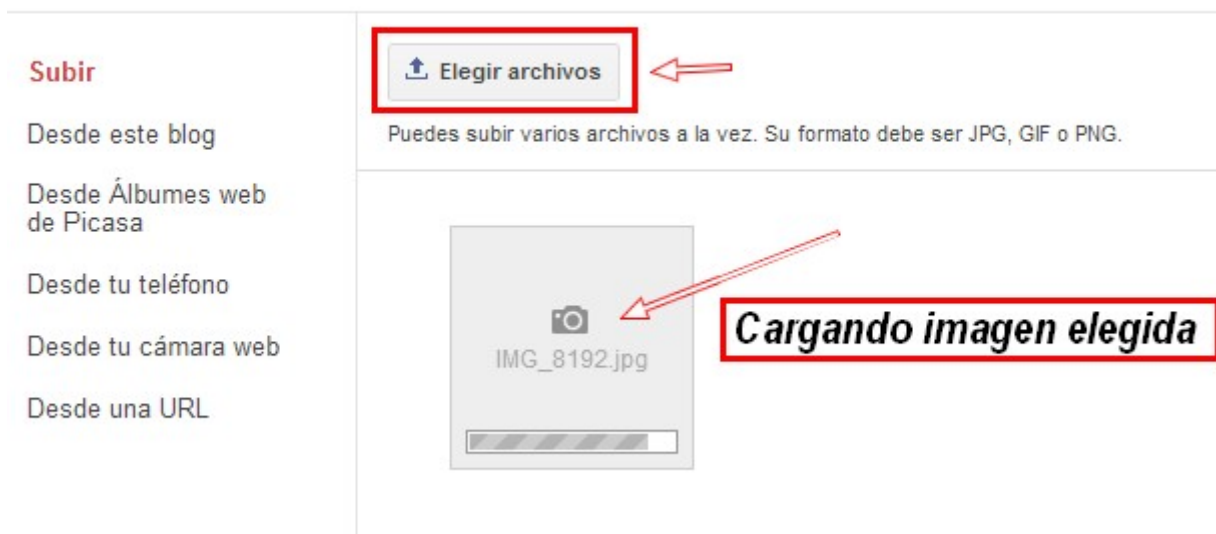 Subir
Desde este blog
Desde Álbumes web
de Picasa
Desde tu teléfono
Desde tu cámara web
Desde una URL
Elegir archivos
Puedes subir varios archivos a la vez. Su formato debe ser JPG, GIF o PNG.
IMG_8192.jpg
Cargando imagen elegida